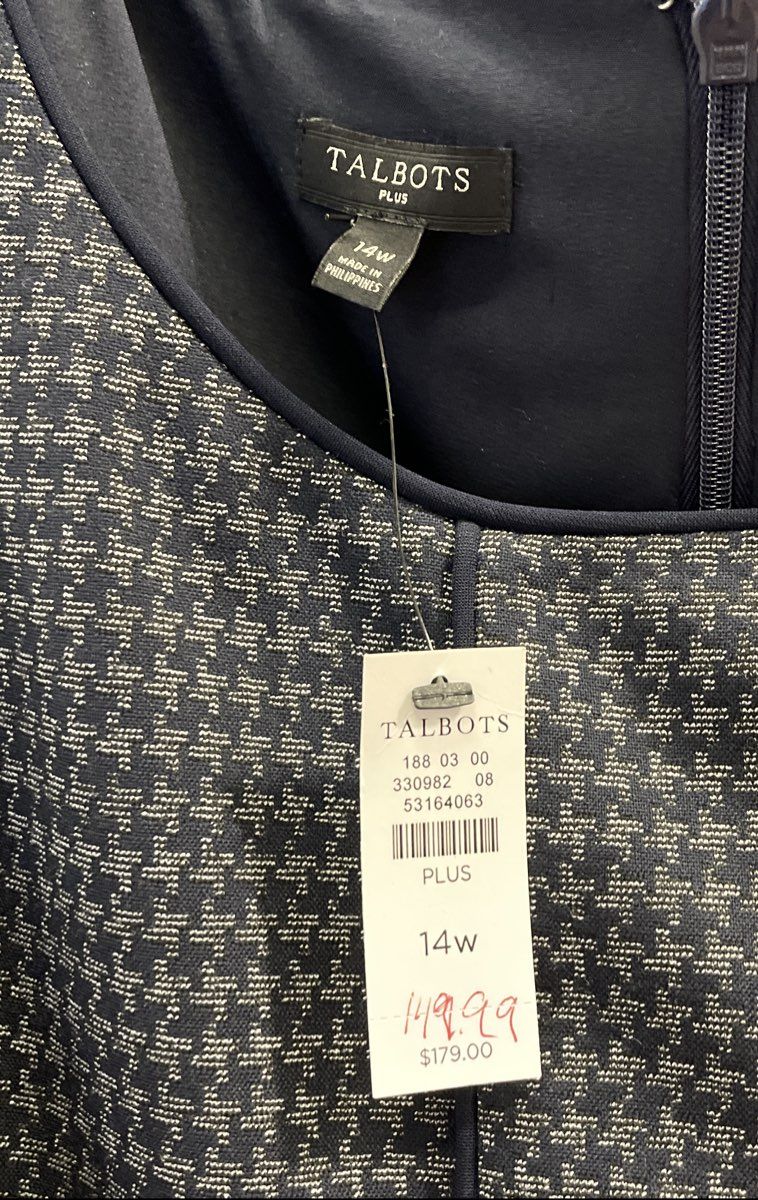 TALBOTS
PLUS
14W
MADE IN
PHILIPPINES
TALBOTS
188 03 00
330982 08
53164063
PLUS
14W
149.99
$179.00